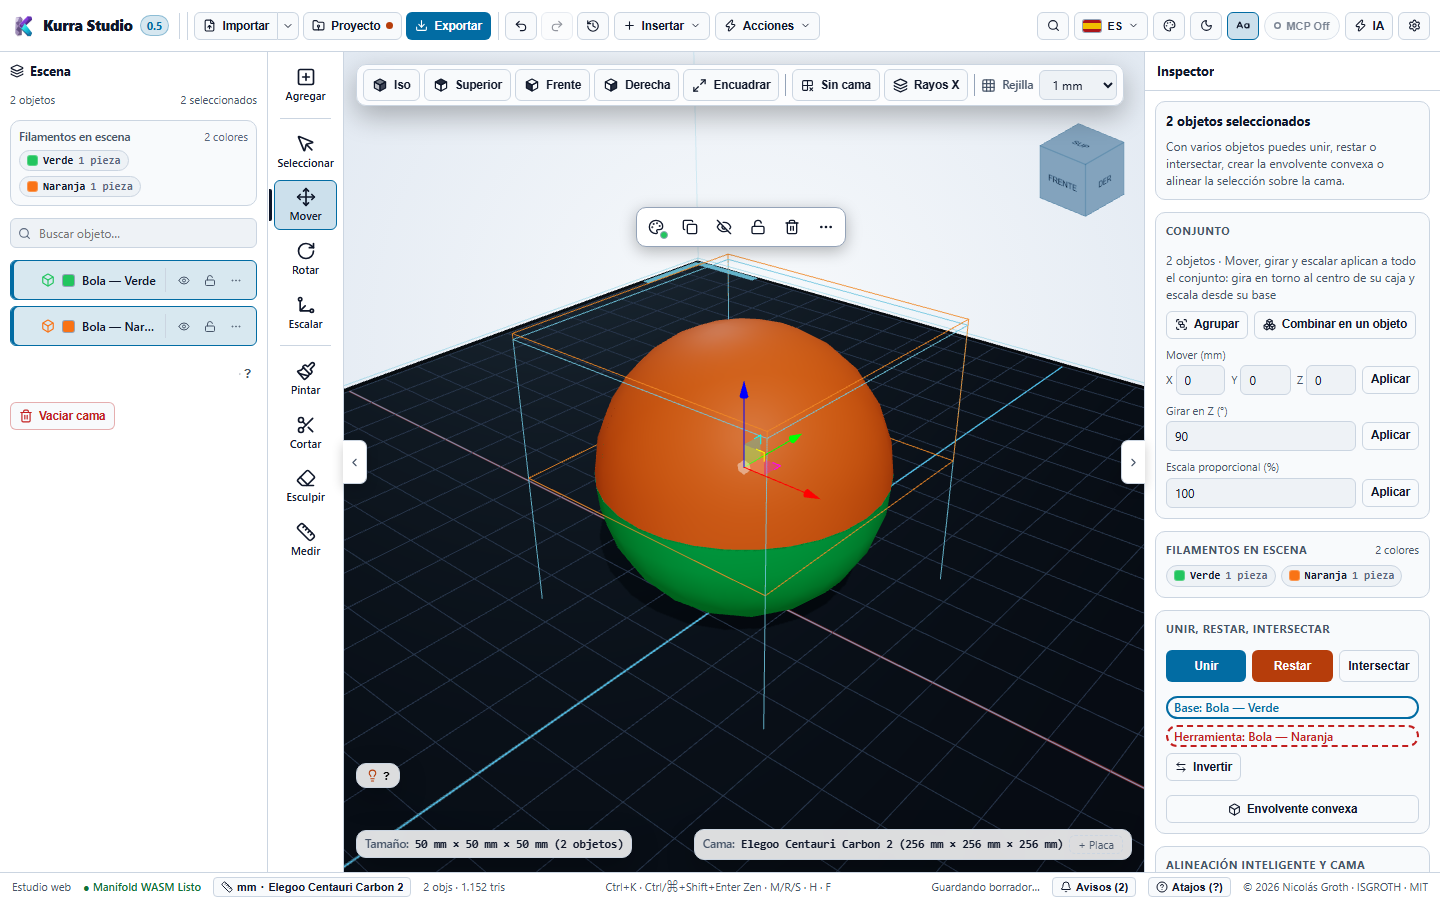 Kurra Studio 0.5
Importar
Proyecto
Exportar
Insertar
Acciones
ES
Aa
MCP Off
IA
Escena
2 objetos 2 seleccionados
Filamentos en escena 2 colores
Verde 1 pieza
Naranja 1 pieza
Buscar objeto...
Bola — Verde
Bola — Nar...
?
Vaciar cama
Agregar
Seleccionar
Mover
Rotar
Escalar
Pintar
Cortar
Esculpir
Medir
Iso
Superior
Frente
Derecha
Encuadrar
Sin cama
Rayos X
Rejilla
1 mm
SUP
FRENTE
DER
?
Tamaño: 50 mm × 50 mm × 50 mm (2 objetos)
Cama: Elegoo Centauri Carbon 2 (256 mm × 256 mm × 256 mm) + Placa
Inspector
2 objetos seleccionados
Con varios objetos puedes unir, restar o
intersectar, crear la envolvente convexa o
alinear la selección sobre la cama.
CONJUNTO
2 objetos · Mover, girar y escalar aplican a todo
el conjunto: gira en torno al centro de su caja y
escala desde su base
Agrupar
Combinar en un objeto
Mover (mm)
X 0 Y 0 Z 0 Aplicar
Girar en Z (°)
90 Aplicar
Escala proporcional (%)
100 Aplicar
FILAMENTOS EN ESCENA 2 colores
Verde 1 pieza Naranja 1 pieza
UNIR, RESTAR, INTERSECTAR
Unir Restar Intersectar
Base: Bola — Verde
Herramienta: Bola — Naranja
Invertir
Envolvente convexa
ALINEACIÓN INTELIGENTE Y CAMA
Estudio web
Manifold WASM Listo
mm · Elegoo Centauri Carbon 2
2 objs · 1.152 tris
Ctrl+K · Ctrl/⌘+Shift+Enter Zen · M/R/S · H · F
Guardando borrador...
Avisos (2)
Atajos (?)
© 2026 Nicolás Groth · ISGROTH · MIT